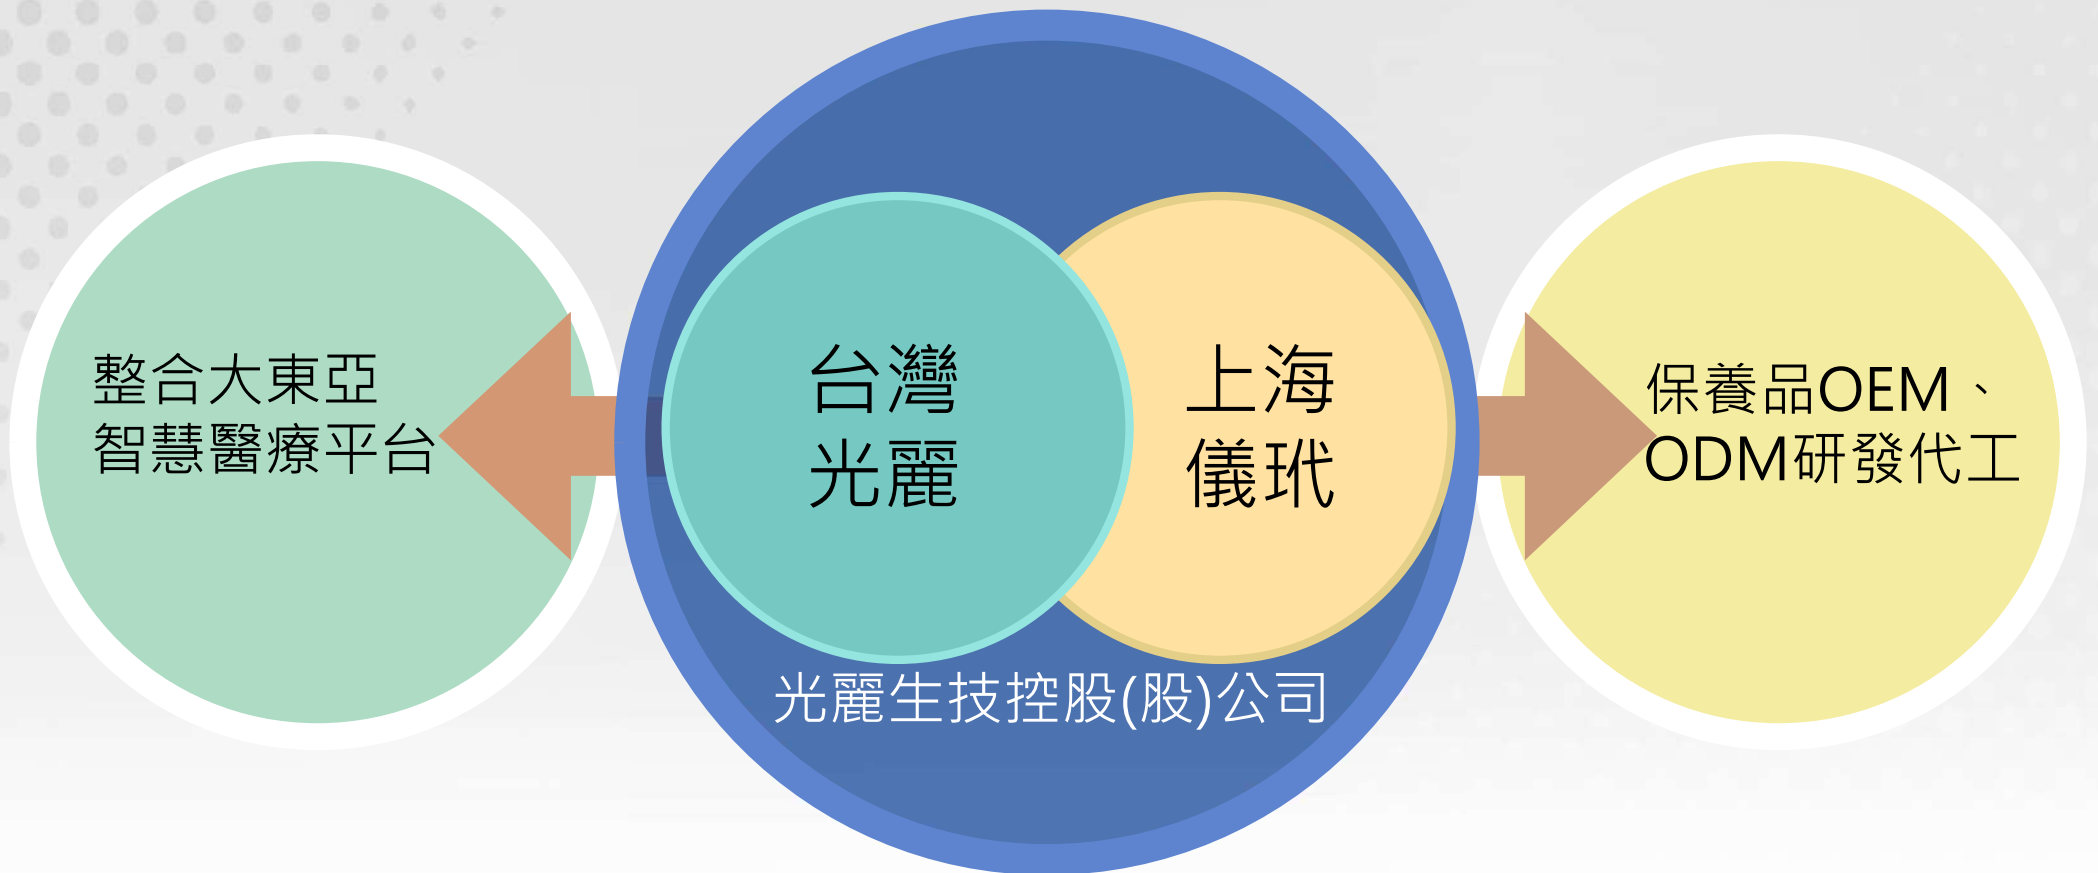 整合大東亞
智慧醫療平台
台灣
光麗
上海
儀玳
光麗生技控股(股)公司
保養品OEM、
ODM研發代工